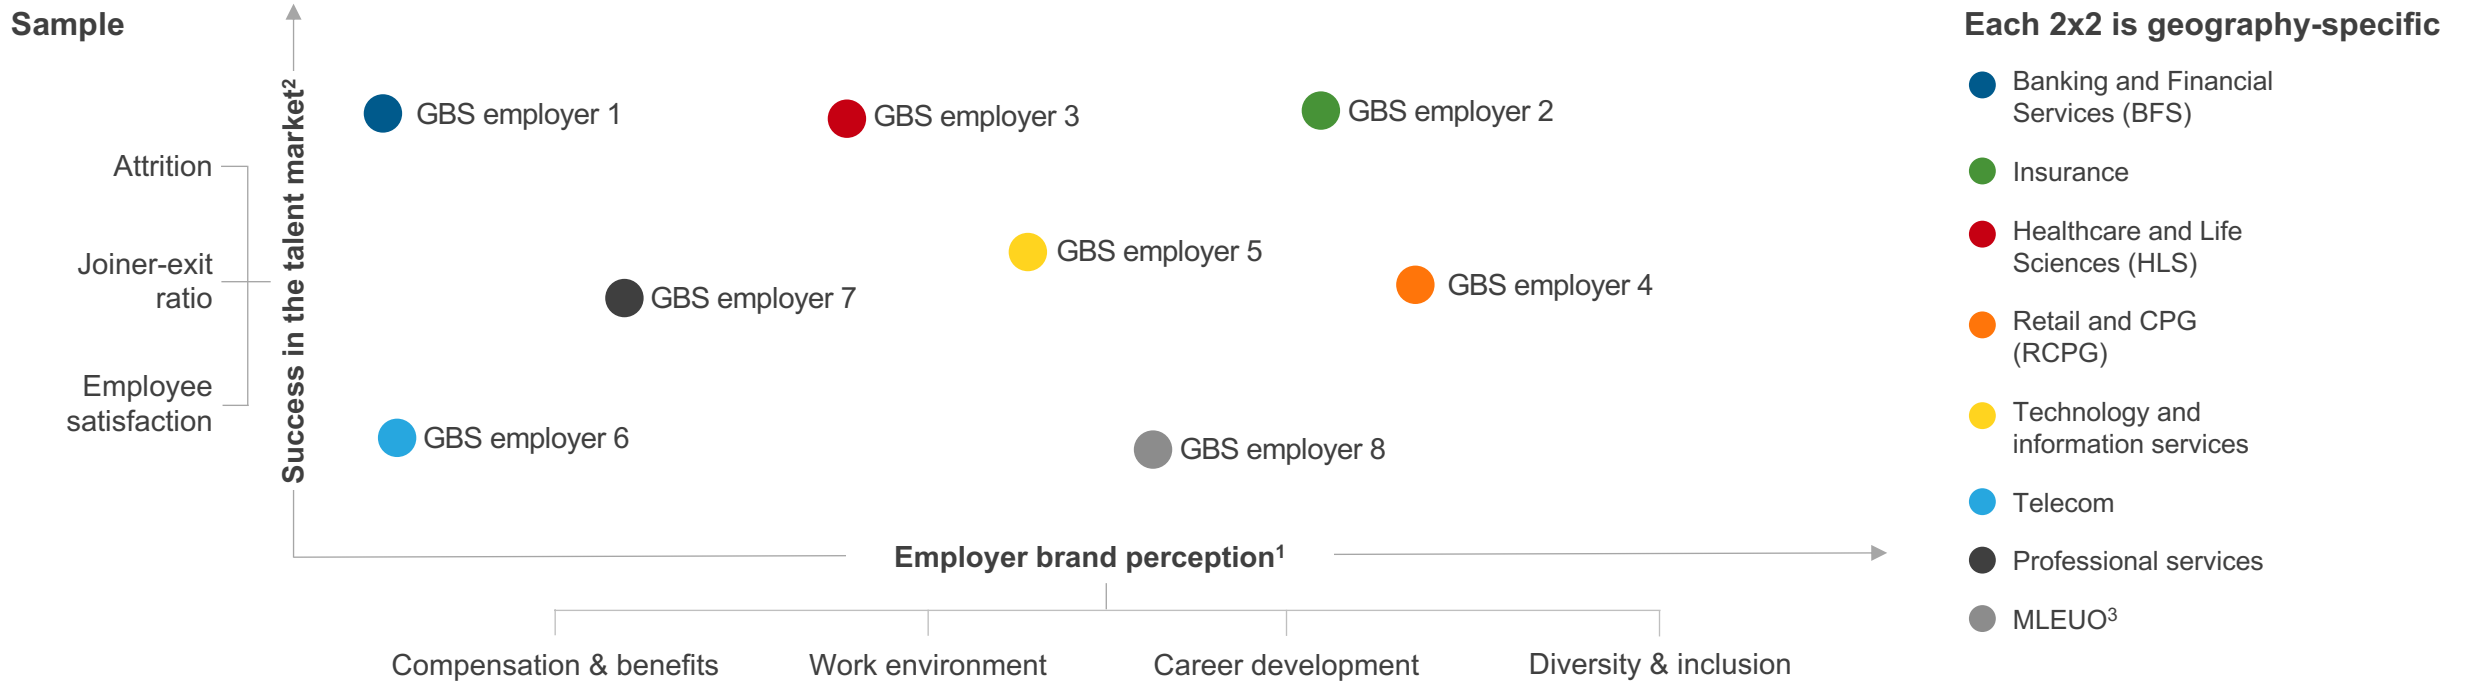 Sample
Each 2x2 is geography-specific
Success in the talent market²
Attrition
Joiner-exit
ratio
Employee
satisfaction
GBS employer 1
GBS employer 3
GBS employer 2
GBS employer 5
GBS employer 7
GBS employer 4
GBS employer 6
GBS employer 8
Employer brand perception¹
Compensation & benefits
Work environment
Career development
Diversity & inclusion
Banking and Financial
Services (BFS)
Insurance
Healthcare and Life
Sciences (HLS)
Retail and CPG
(RCPG)
Technology and
information services
Telecom
Professional services
MLEUO³